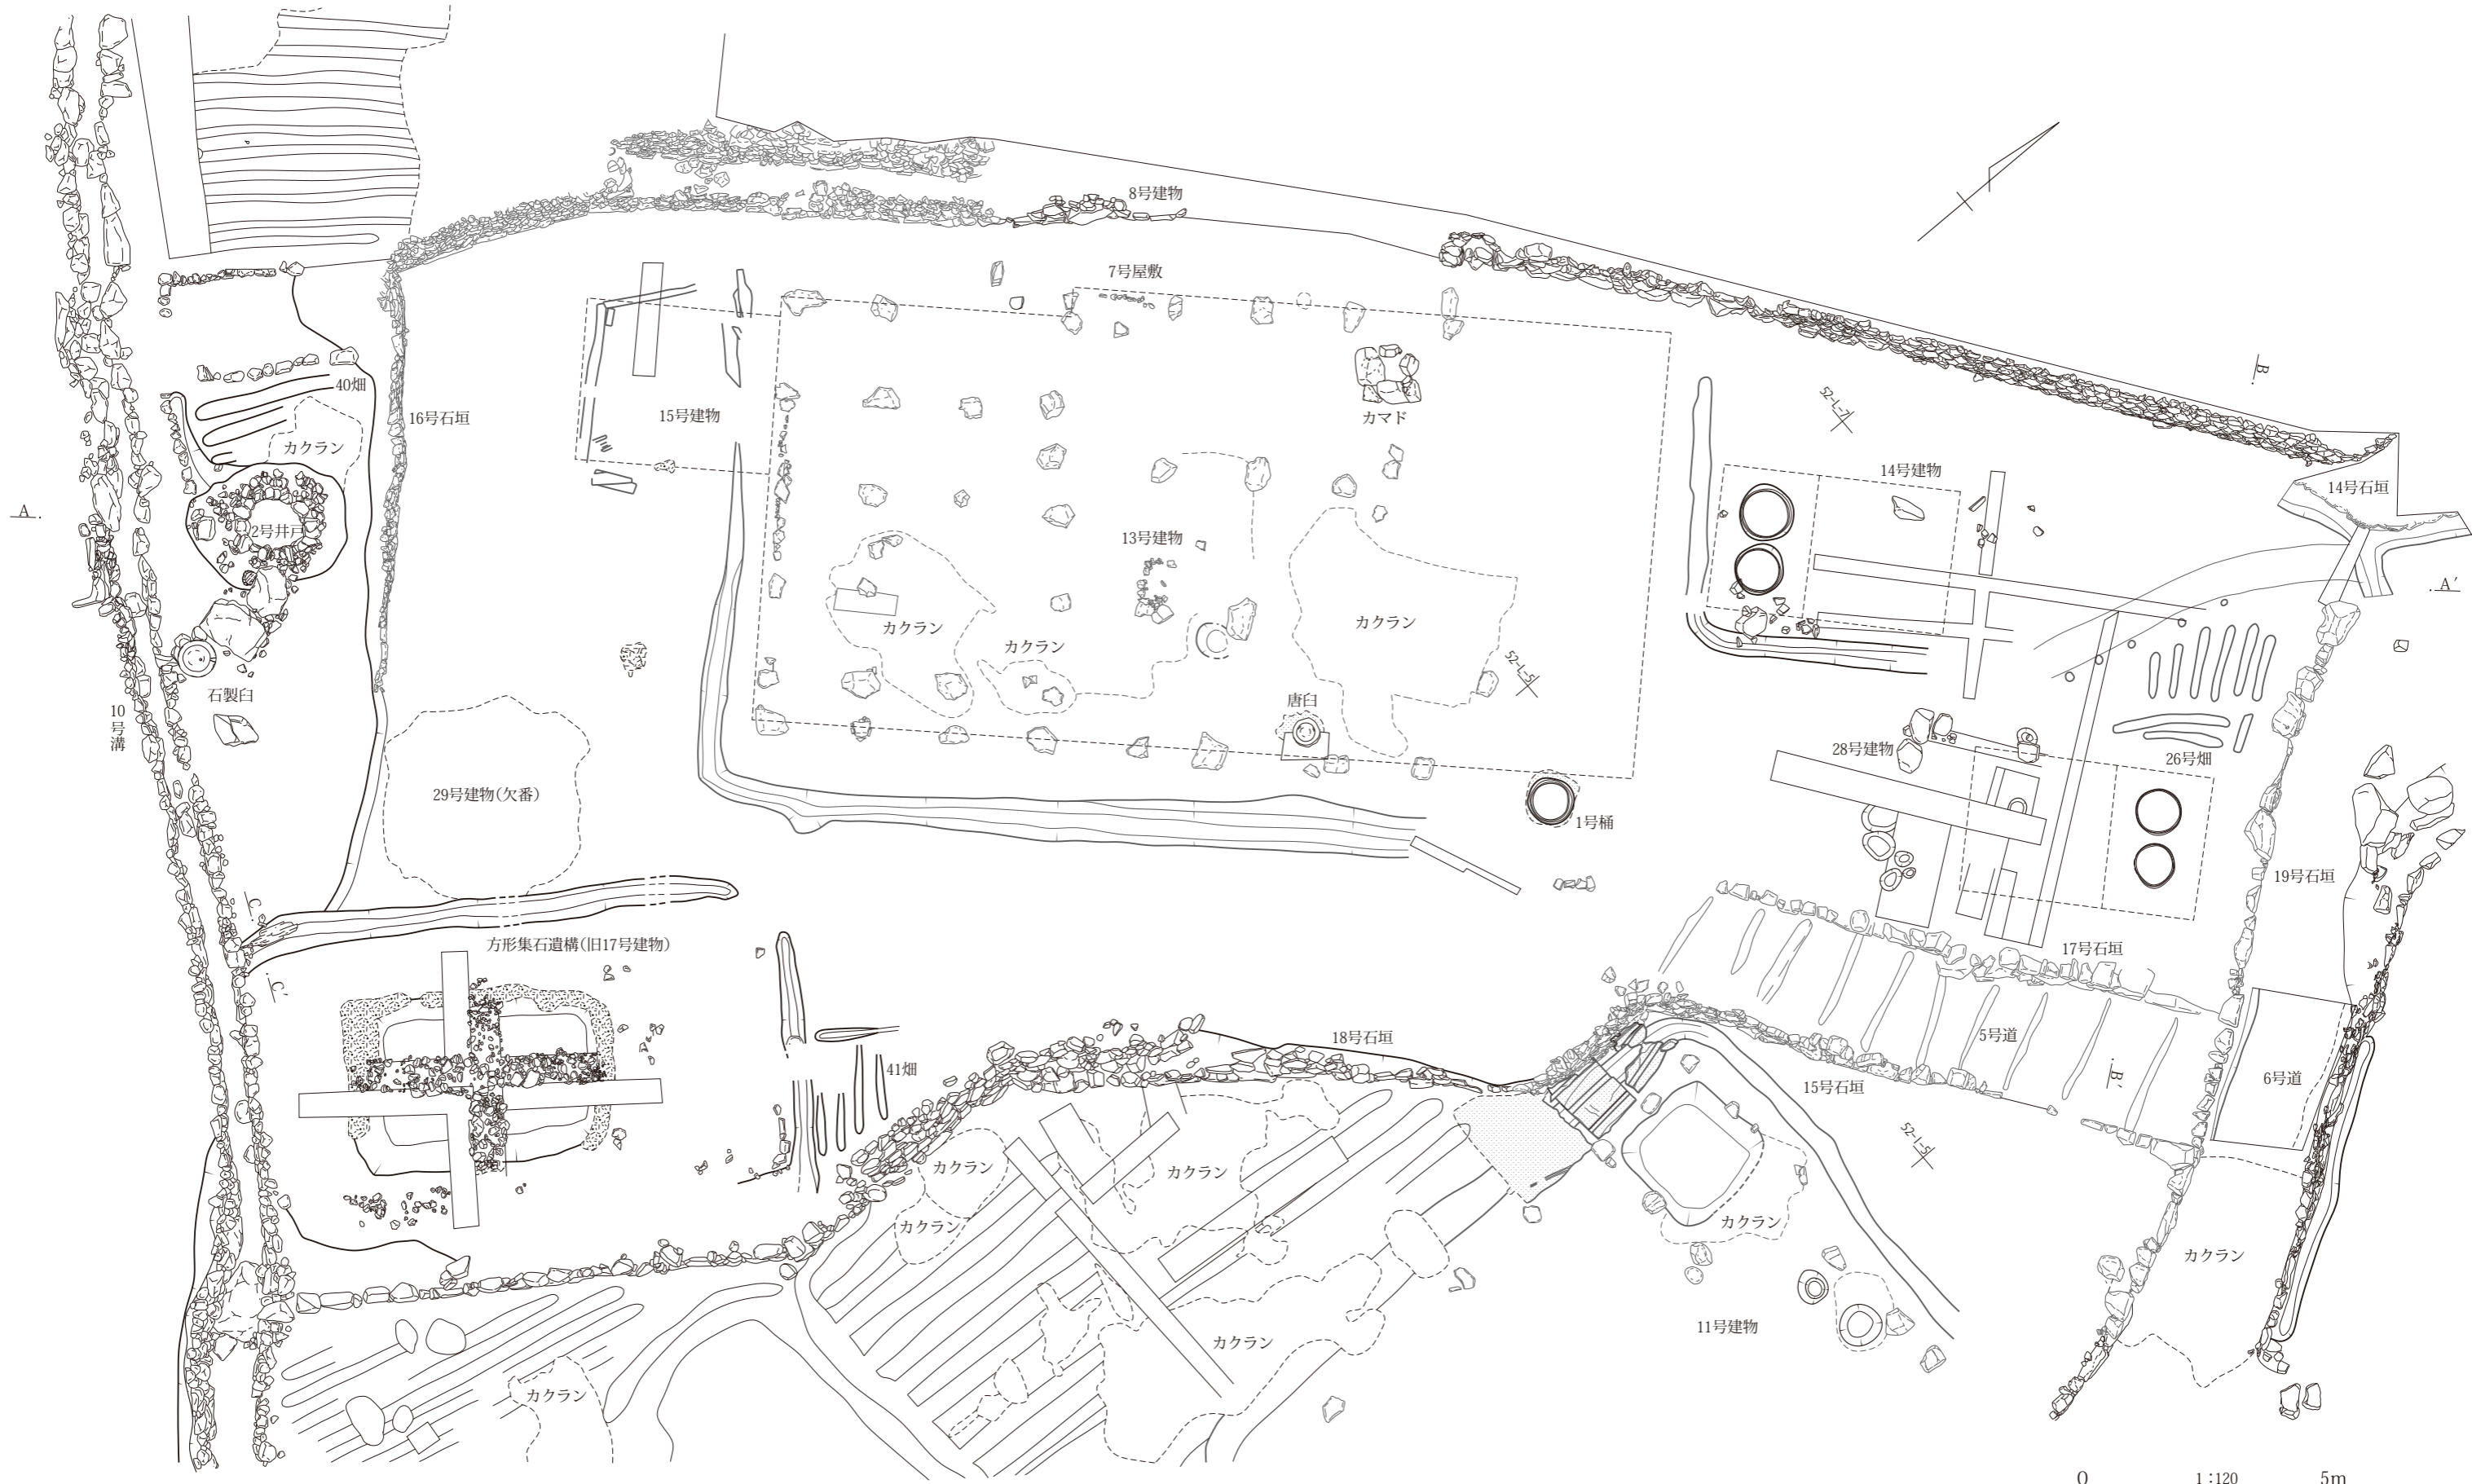 8号建物
7号屋敷
B
52-L-7
40畑
16号石垣
15号建物
カマド
カクラン
14号建物
14号石垣
A
2号井戸
13号建物
A′
カクラン
カクラン
カクラン
52-L-5
石製臼
唐臼
10号溝
28号建物
26号畑
29号建物(欠番)
1号桶
19号石垣
C
方形集石遺構(旧17号建物)
17号石垣
C′
18号石垣
5号道
41畑
B′
6号道
15号石垣
カクラン
カクラン
カクラン
カクラン
カクラン
11号建物
カクラン
カクラン
0 1:120 5m